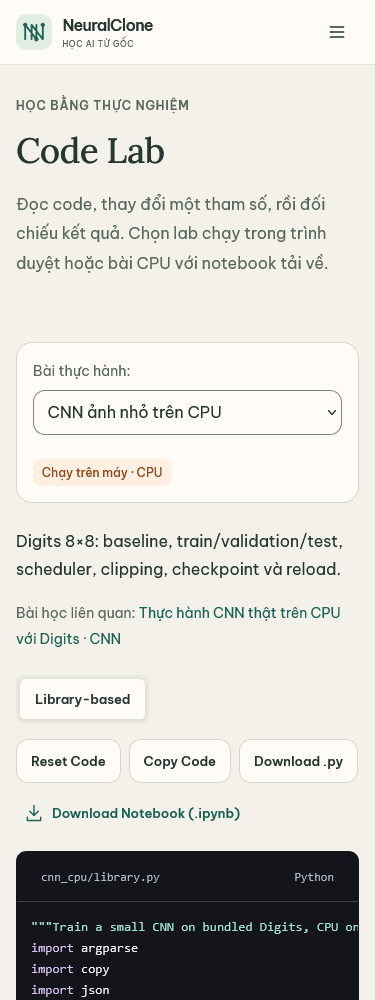 NeuralClone
HỌC AI TỪ GỐC
HỌC BẰNG THỰC NGHIỆM
Code Lab
Đọc code, thay đổi một tham số, rồi đối
chiếu kết quả. Chọn lab chạy trong trình
duyệt hoặc bài CPU với notebook tải về.
Bài thực hành:
CNN ảnh nhỏ trên CPU
Chạy trên máy · CPU
Digits 8×8: baseline, train/validation/test,
scheduler, clipping, checkpoint và reload.
Bài học liên quan: Thực hành CNN thật trên CPU
với Digits · CNN
Library-based
Reset Code
Copy Code
Download .py
Download Notebook (.ipynb)
cnn_cpu/library.py
Python
"""Train a small CNN on bundled Digits, CPU on
import argparse
import copy
import json